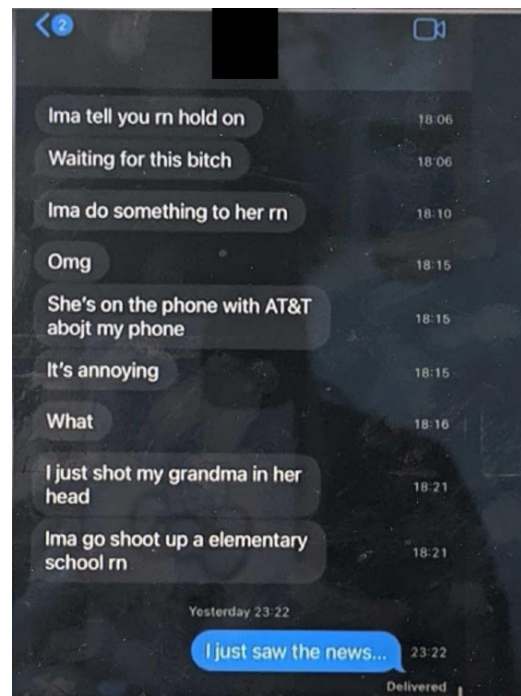 2
Ima tell you rn hold on
18:06
Waiting for this bitch
18:06
Ima do something to her rn
18:10
Omg
18:15
She's on the phone with AT&T
abojt my phone
18:15
It's annoying
18:15
What
18:16
I just shot my grandma in her
head
18:21
Ima go shoot up a elementary
school rn
18:21
Yesterday 23:22
I just saw the news...
23:22
Delivered